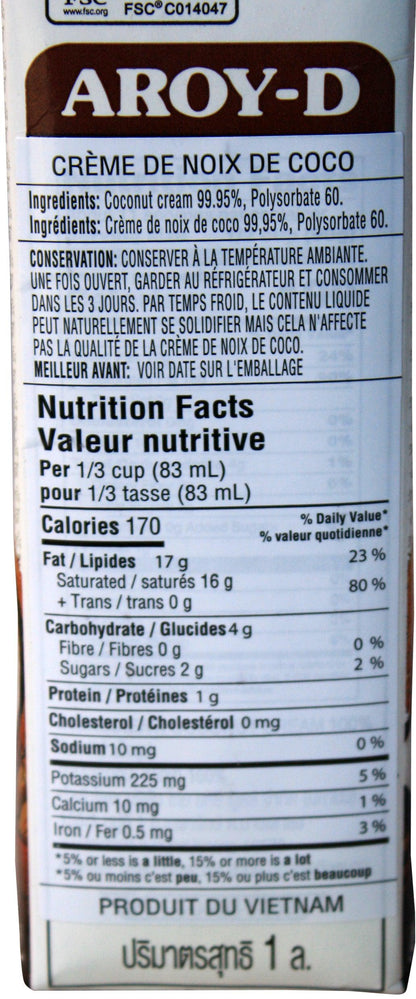 www.fsc.org FSC® C014047
AROY-D
CRÈME DE NOIX DE COCO
Ingredients: Coconut cream 99.95%, Polysorbate 60.
Ingrédients: Crème de noix de coco 99,95%, Polysorbate 60.
CONSERVATION: CONSERVER À LA TEMPÉRATURE AMBIANTE.
UNE FOIS OUVERT, GARDER AU RÉFRIGÉRATEUR ET CONSOMMER
DANS LES 3 JOURS. PAR TEMPS FROID, LE CONTENU LIQUIDE
PEUT NATURELLEMENT SE SOLIDIFIER MAIS CELA N'AFFECTE
PAS LA QUALITÉ DE LA CRÈME DE NOIX DE COCO.
MEILLEUR AVANT: VOIR DATE SUR L'EMBALLAGE
Nutrition Facts
Valeur nutritive
Per 1/3 cup (83 mL)
pour 1/3 tasse (83 mL)
Calories 170
% Daily Value*
% valeur quotidienne*
Fat / Lipides 17 g 23 %
Saturated / saturés 16 g 80 %
+ Trans / trans 0 g
Carbohydrate / Glucides 4 g
Fibre / Fibres 0 g 0 %
Sugars / Sucres 2 g 2 %
Protein / Protéines 1 g
Cholesterol / Cholestérol 0 mg
Sodium 10 mg 0 %
Potassium 225 mg 5 %
Calcium 10 mg 1 %
Iron / Fer 0.5 mg 3 %
*5% or less is a little, 15% or more is a lot
*5% ou moins c'est peu, 15% ou plus c'est beaucoup
PRODUIT DU VIETNAM
ปริมาตรสุทธิ 1 ล.